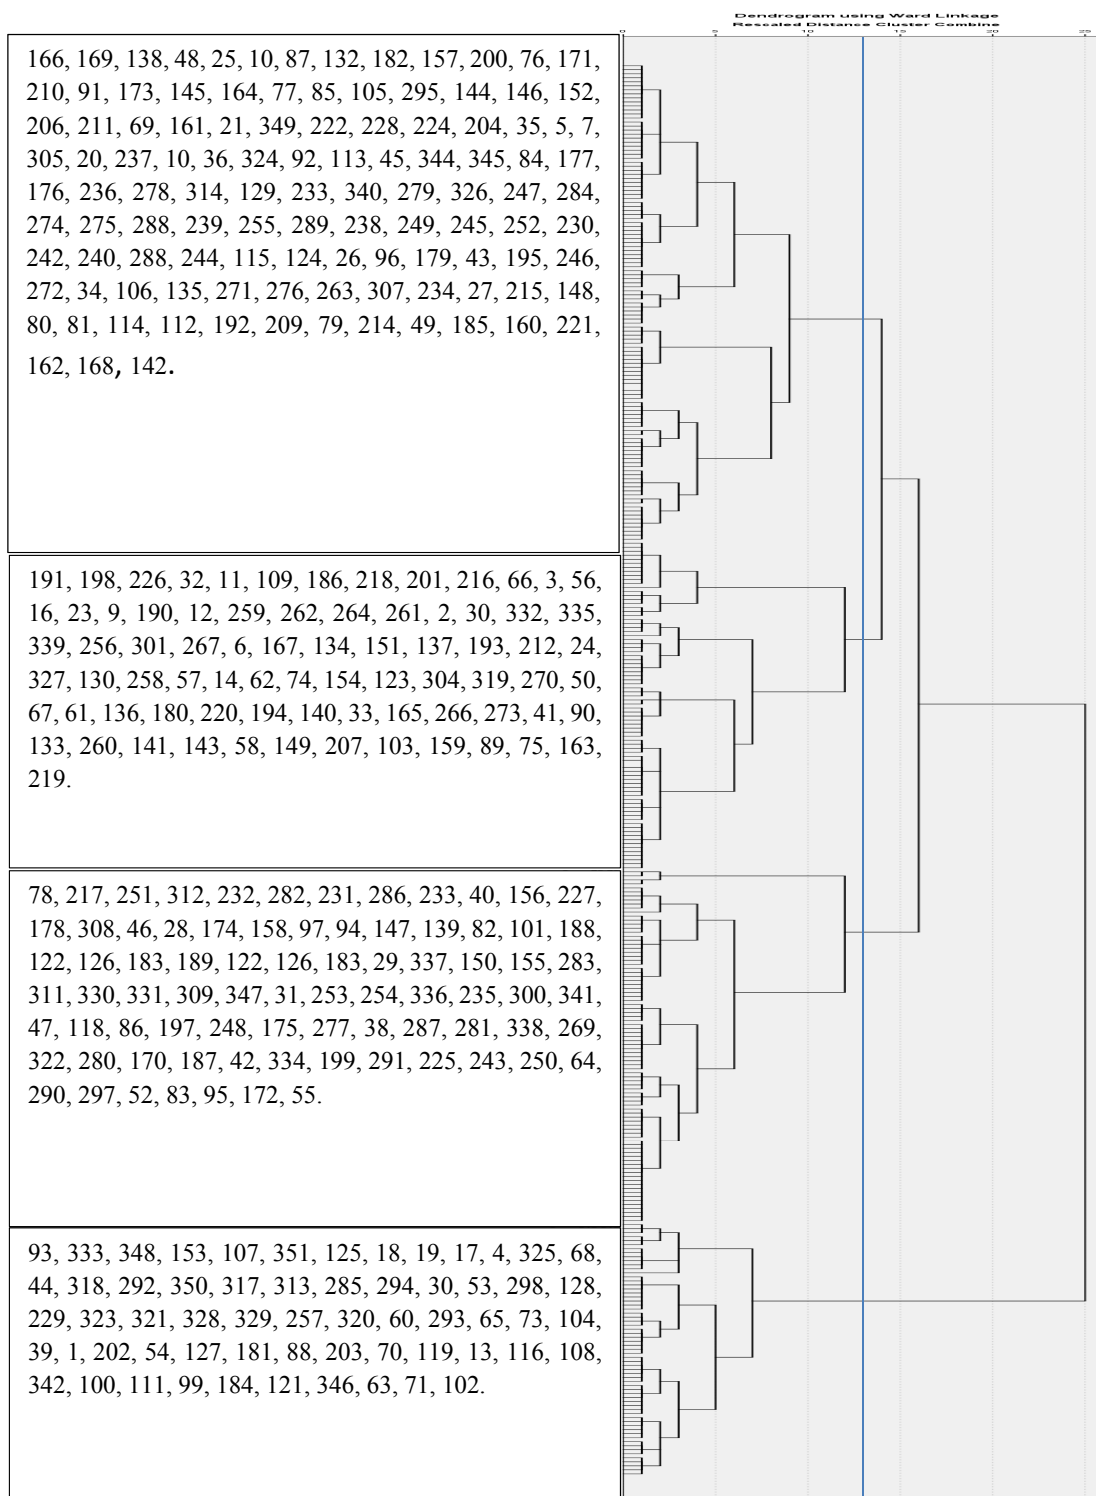 Dendrogram using Ward Linkage
Rescaled Distance Cluster Combine
0 5 10 15 20 25
166, 169, 138, 48, 25, 10, 87, 132, 182, 157, 200, 76, 171,
210, 91, 173, 145, 164, 77, 85, 105, 295, 144, 146, 152,
206, 211, 69, 161, 21, 349, 222, 228, 224, 204, 35, 5, 7,
305, 20, 237, 10, 36, 324, 92, 113, 45, 344, 345, 84, 177,
176, 236, 278, 314, 129, 233, 340, 279, 326, 247, 284,
274, 275, 288, 239, 255, 289, 238, 249, 245, 252, 230,
242, 240, 288, 244, 115, 124, 26, 96, 179, 43, 195, 246,
272, 34, 106, 135, 271, 276, 263, 307, 234, 27, 215, 148,
80, 81, 114, 112, 192, 209, 79, 214, 49, 185, 160, 221,
162, 168, 142.
191, 198, 226, 32, 11, 109, 186, 218, 201, 216, 66, 3, 56,
16, 23, 9, 190, 12, 259, 262, 264, 261, 2, 30, 332, 335,
339, 256, 301, 267, 6, 167, 134, 151, 137, 193, 212, 24,
327, 130, 258, 57, 14, 62, 74, 154, 123, 304, 319, 270, 50,
67, 61, 136, 180, 220, 194, 140, 33, 165, 266, 273, 41, 90,
133, 260, 141, 143, 58, 149, 207, 103, 159, 89, 75, 163,
219.
78, 217, 251, 312, 232, 282, 231, 286, 233, 40, 156, 227,
178, 308, 46, 28, 174, 158, 97, 94, 147, 139, 82, 101, 188,
122, 126, 183, 189, 122, 126, 183, 29, 337, 150, 155, 283,
311, 330, 331, 309, 347, 31, 253, 254, 336, 235, 300, 341,
47, 118, 86, 197, 248, 175, 277, 38, 287, 281, 338, 269,
322, 280, 170, 187, 42, 334, 199, 291, 225, 243, 250, 64,
290, 297, 52, 83, 95, 172, 55.
93, 333, 348, 153, 107, 351, 125, 18, 19, 17, 4, 325, 68,
44, 318, 292, 350, 317, 313, 285, 294, 30, 53, 298, 128,
229, 323, 321, 328, 329, 257, 320, 60, 293, 65, 73, 104,
39, 1, 202, 54, 127, 181, 88, 203, 70, 119, 13, 116, 108,
342, 100, 111, 99, 184, 121, 346, 63, 71, 102.